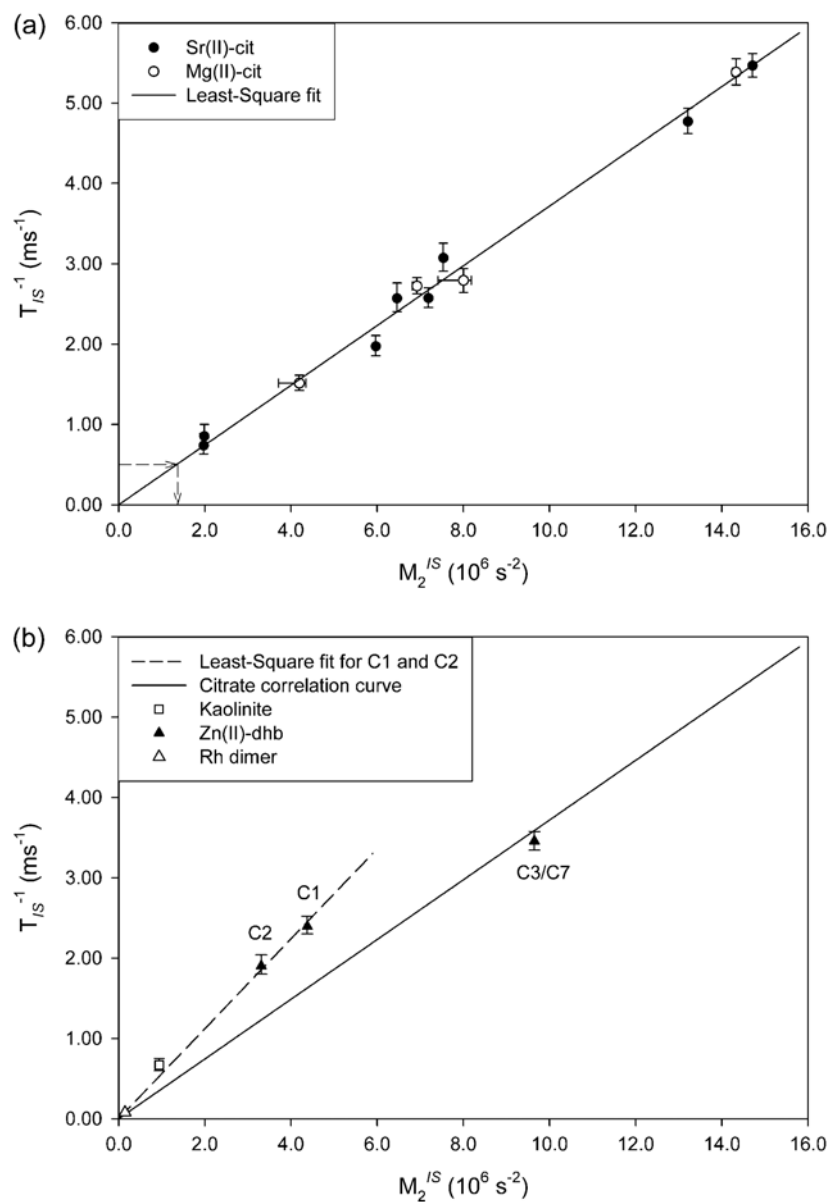 (a)
6.00
5.00
4.00
3.00
2.00
1.00
0.00
T_IS^-1 (ms^-1)
Sr(II)-cit
Mg(II)-cit
Least-Square fit
0.0 2.0 4.0 6.0 8.0 10.0 12.0 14.0 16.0
M_2^IS (10^6 s^-2)
(b)
6.00
5.00
4.00
3.00
2.00
1.00
0.00
T_IS^-1 (ms^-1)
Least-Square fit for C1 and C2
Citrate correlation curve
Kaolinite
Zn(II)-dhb
Rh dimer
C1
C2
C3/C7
0.0 2.0 4.0 6.0 8.0 10.0 12.0 14.0 16.0
M_2^IS (10^6 s^-2)